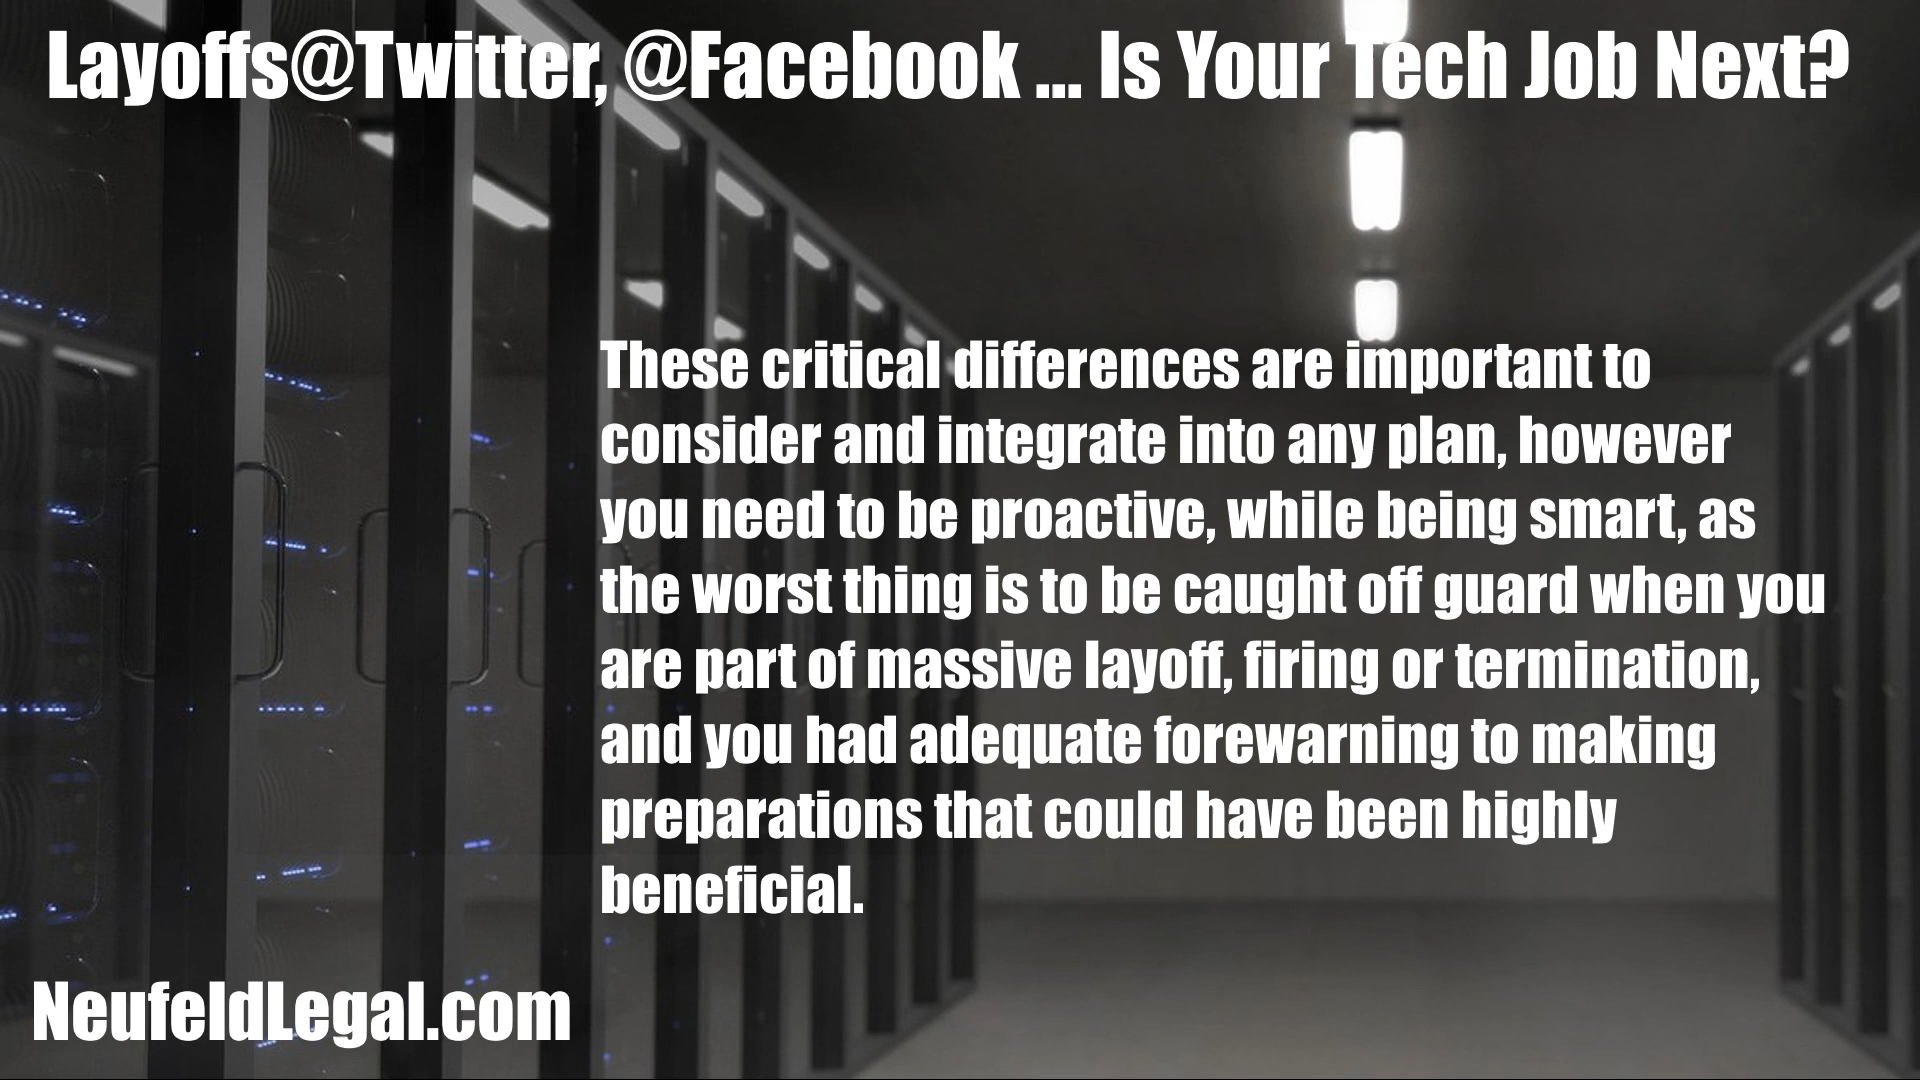 Layoffs@Twitter, @Facebook ... Is Your Tech Job Next?
These critical differences are important to
consider and integrate into any plan, however
you need to be proactive, while being smart, as
the worst thing is to be caught off guard when you
are part of massive layoff, firing or termination,
and you had adequate forewarning to making
preparations that could have been highly
beneficial.
NeufeldLegal.com